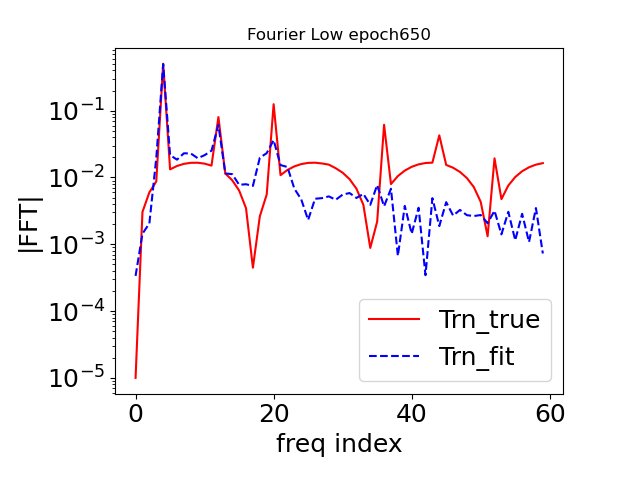 Fourier Low epoch650
|FFT|
10^{-1}
10^{-2}
10^{-3}
10^{-4}
10^{-5}
Trn_true
Trn_fit
0 20 40 60
freq index